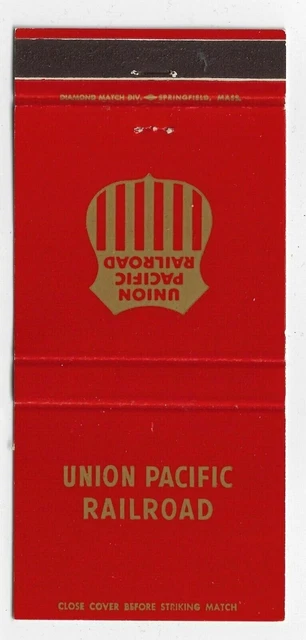 DIAMOND MATCH DIV. SPRINGFIELD, MASS.
UNION
PACIFIC
RAILROAD
UNION PACIFIC
RAILROAD
CLOSE COVER BEFORE STRIKING MATCH